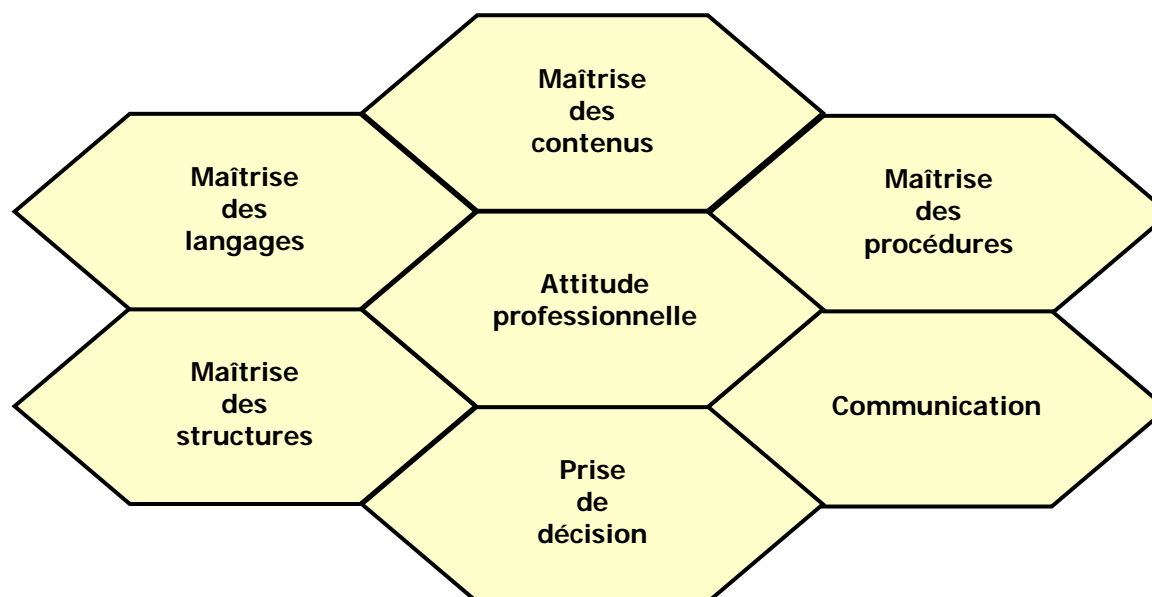 Maîtrise
des
contenus
Maîtrise
des
langages
Maîtrise
des
procédures
Attitude
professionnelle
Maîtrise
des
structures
Communication
Prise
de
décision